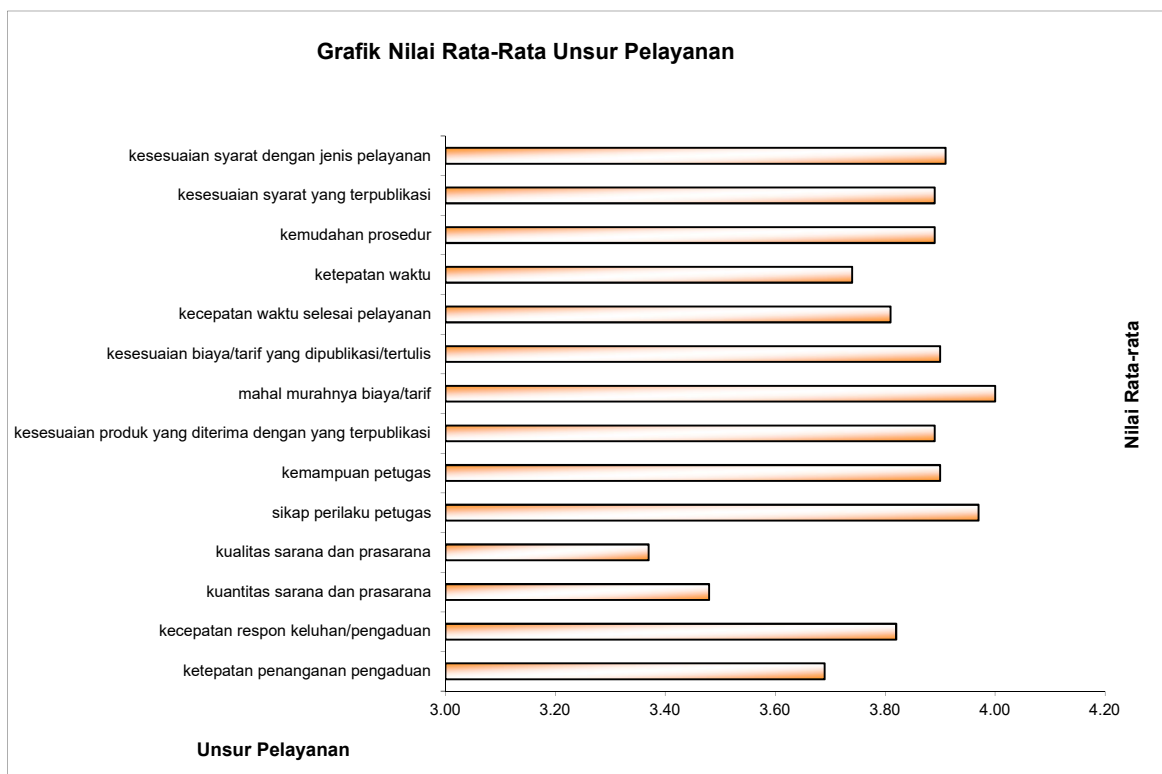 Grafik Nilai Rata-Rata Unsur Pelayanan
kesesuaian syarat dengan jenis pelayanan
kesesuaian syarat yang terpublikasi
kemudahan prosedur
ketepatan waktu
kecepatan waktu selesai pelayanan
kesesuaian biaya/tarif yang dipublikasi/tertulis
mahal murahnya biaya/tarif
kesesuaian produk yang diterima dengan yang terpublikasi
kemampuan petugas
sikap perilaku petugas
kualitas sarana dan prasarana
kuantitas sarana dan prasarana
kecepatan respon keluhan/pengaduan
ketepatan penanganan pengaduan
3.00 3.20 3.40 3.60 3.80 4.00 4.20
Nilai Rata-rata
Unsur Pelayanan